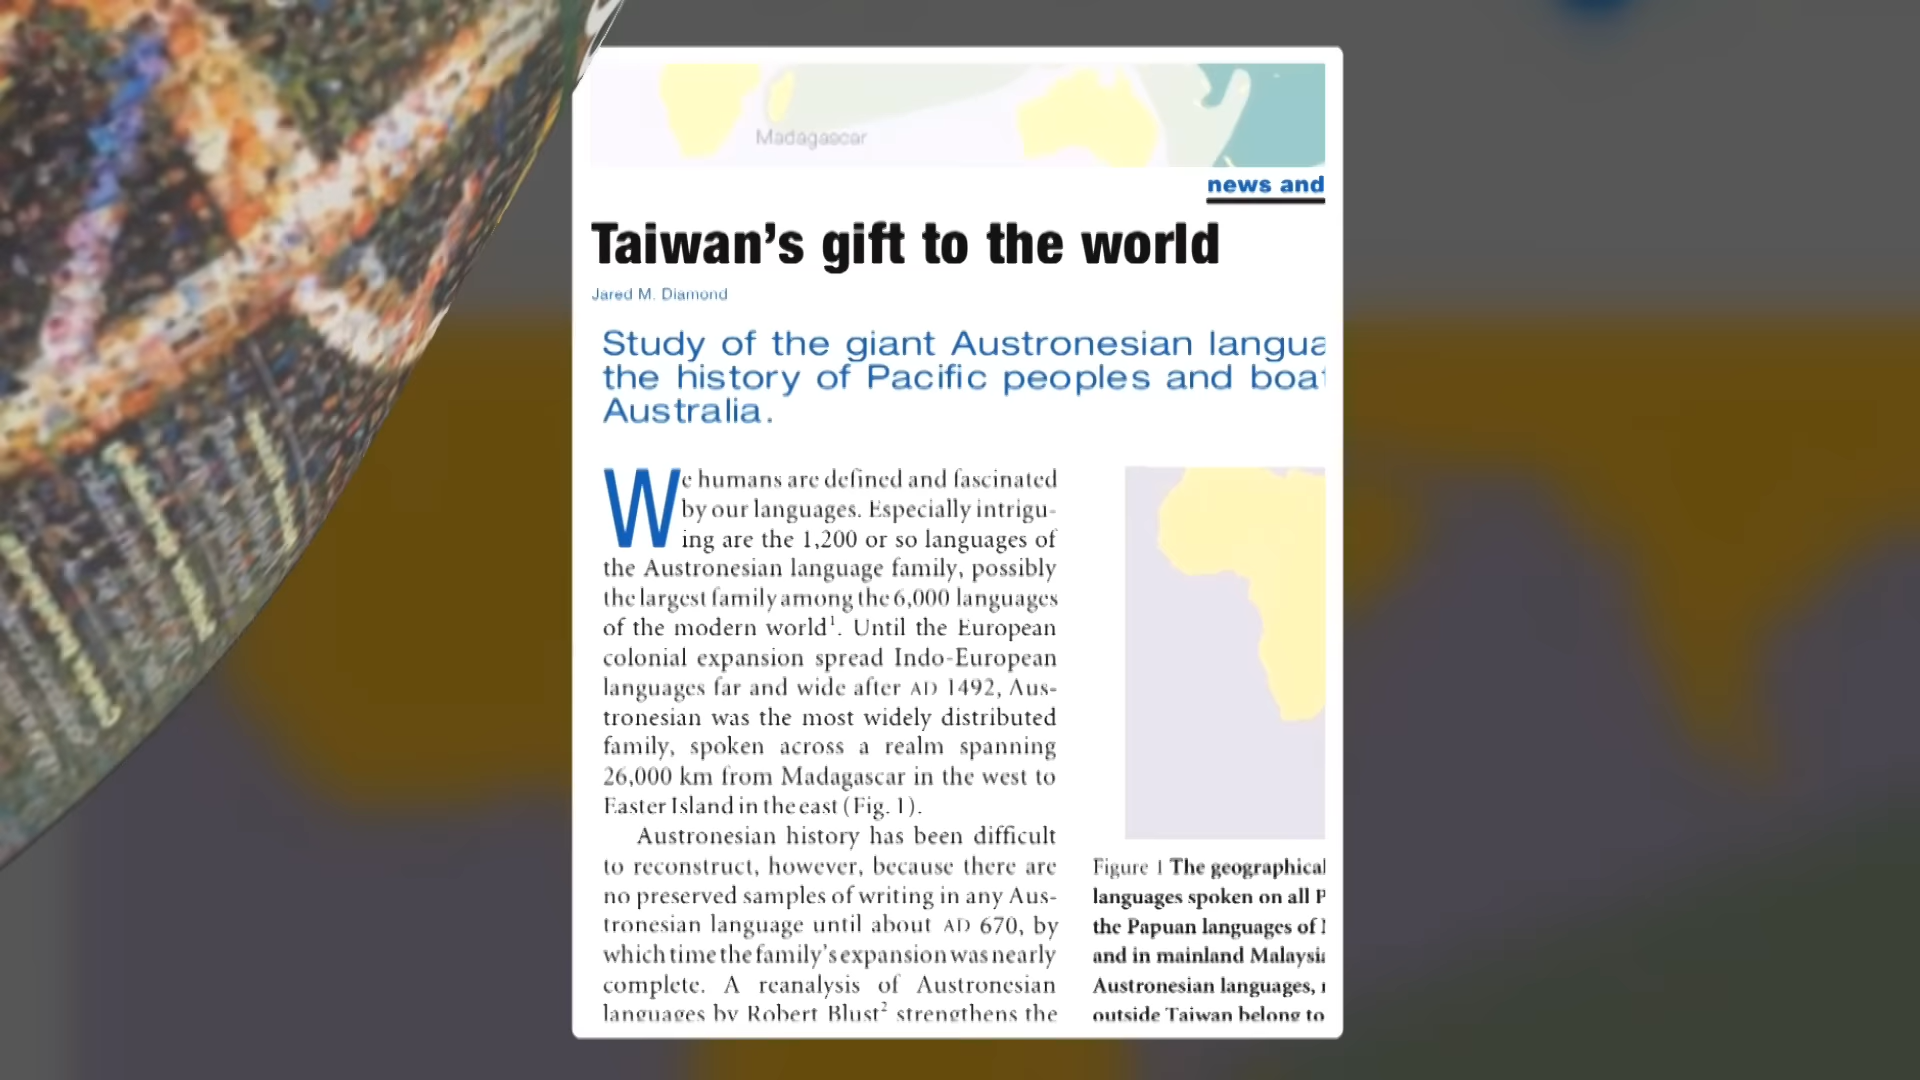 Madagascar
news and
Taiwan's gift to the world
Jared M. Diamond
Study of the giant Austronesian langua
the history of Pacific peoples and boat
Australia.
We humans are defined and fascinated
by our languages. Especially intrigu-
ing are the 1,200 or so languages of
the Austronesian language family, possibly
the largest family among the 6,000 languages
of the modern world1. Until the European
colonial expansion spread Indo-European
languages far and wide after AD 1492, Aus-
tronesian was the most widely distributed
family, spoken across a realm spanning
26,000 km from Madagascar in the west to
Easter Island in the east (Fig. 1).
Austronesian history has been difficult
to reconstruct, however, because there are
no preserved samples of writing in any Aus-
tronesian language until about AD 670, by
which time the family's expansion was nearly
complete. A reanalysis of Austronesian
languages by Robert Blust2 strengthens the
Figure 1 The geographical
languages spoken on all P
the Papuan languages of
and in mainland Malaysia
Austronesian languages,
outside Taiwan belong to